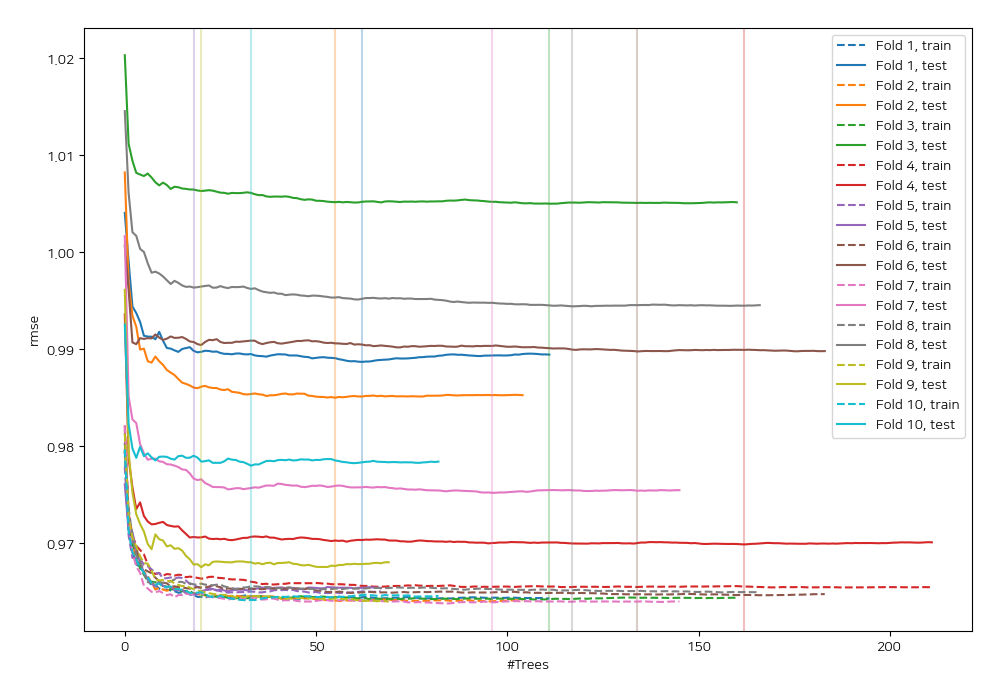 1.02
1.01
1.00
0.99
0.98
0.97
rmse
0
50
100
150
200
#Trees
Fold 1, train
Fold 1, test
Fold 2, train
Fold 2, test
Fold 3, train
Fold 3, test
Fold 4, train
Fold 4, test
Fold 5, train
Fold 5, test
Fold 6, train
Fold 6, test
Fold 7, train
Fold 7, test
Fold 8, train
Fold 8, test
Fold 9, train
Fold 9, test
Fold 10, train
Fold 10, test